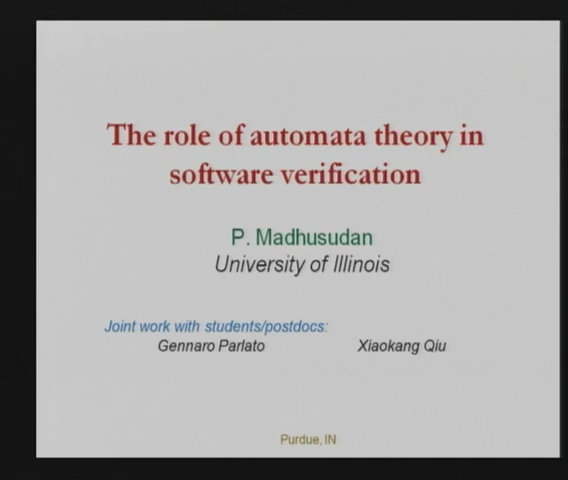 The role of automata theory in
software verification
P. Madhusudan
University of Illinois
Joint work with students/postdocs:
Gennaro Parlato Xiaokang Qiu
Purdue, IN